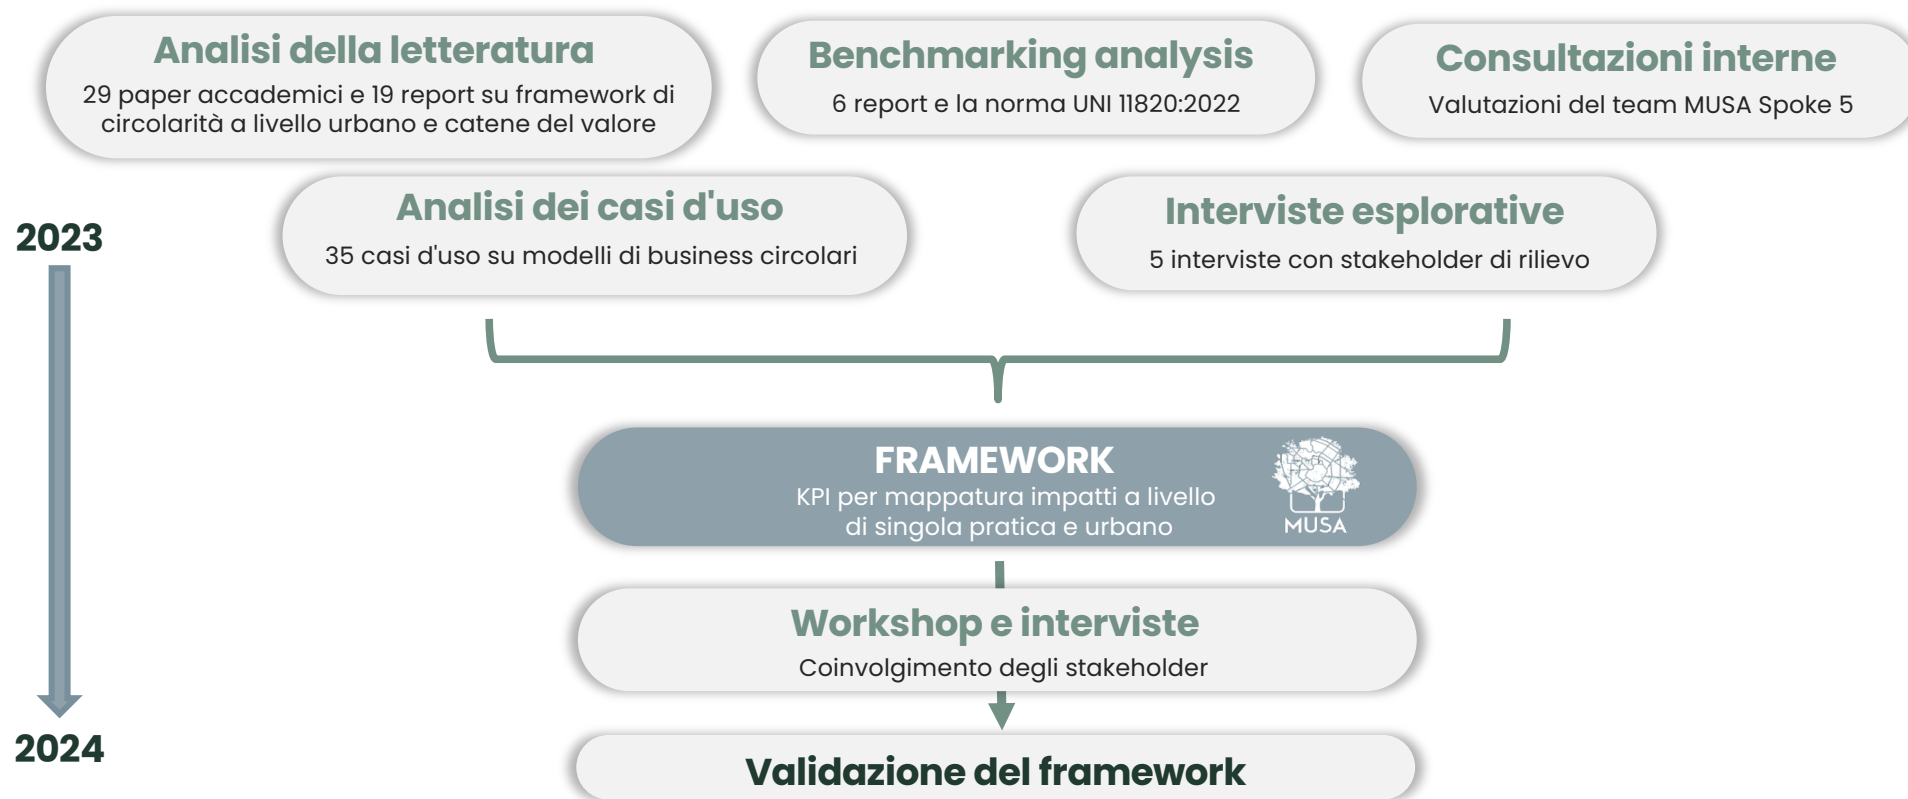 Analisi della letteratura
29 paper accademici e 19 report su framework di
circolarità a livello urbano e catene del valore
Benchmarking analysis
6 report e la norma UNI 11820:2022
Consultazioni interne
Valutazioni del team MUSA Spoke 5
Analisi dei casi d'uso
35 casi d'uso su modelli di business circolari
Interviste esplorative
5 interviste con stakeholder di rilievo
2023
FRAMEWORK
KPI per mappatura impatti a livello
di singola pratica e urbano
MUSA
Workshop e interviste
Coinvolgimento degli stakeholder
2024
Validazione del framework